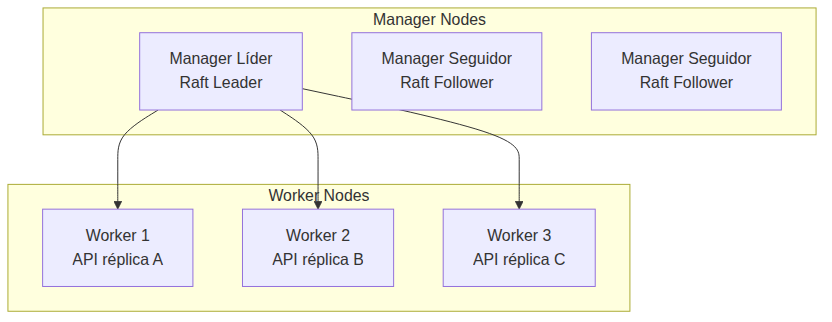 Manager Nodes
Manager Líder
Raft Leader
Manager Seguidor
Raft Follower
Manager Seguidor
Raft Follower
Worker Nodes
Worker 1
API réplica A
Worker 2
API réplica B
Worker 3
API réplica C